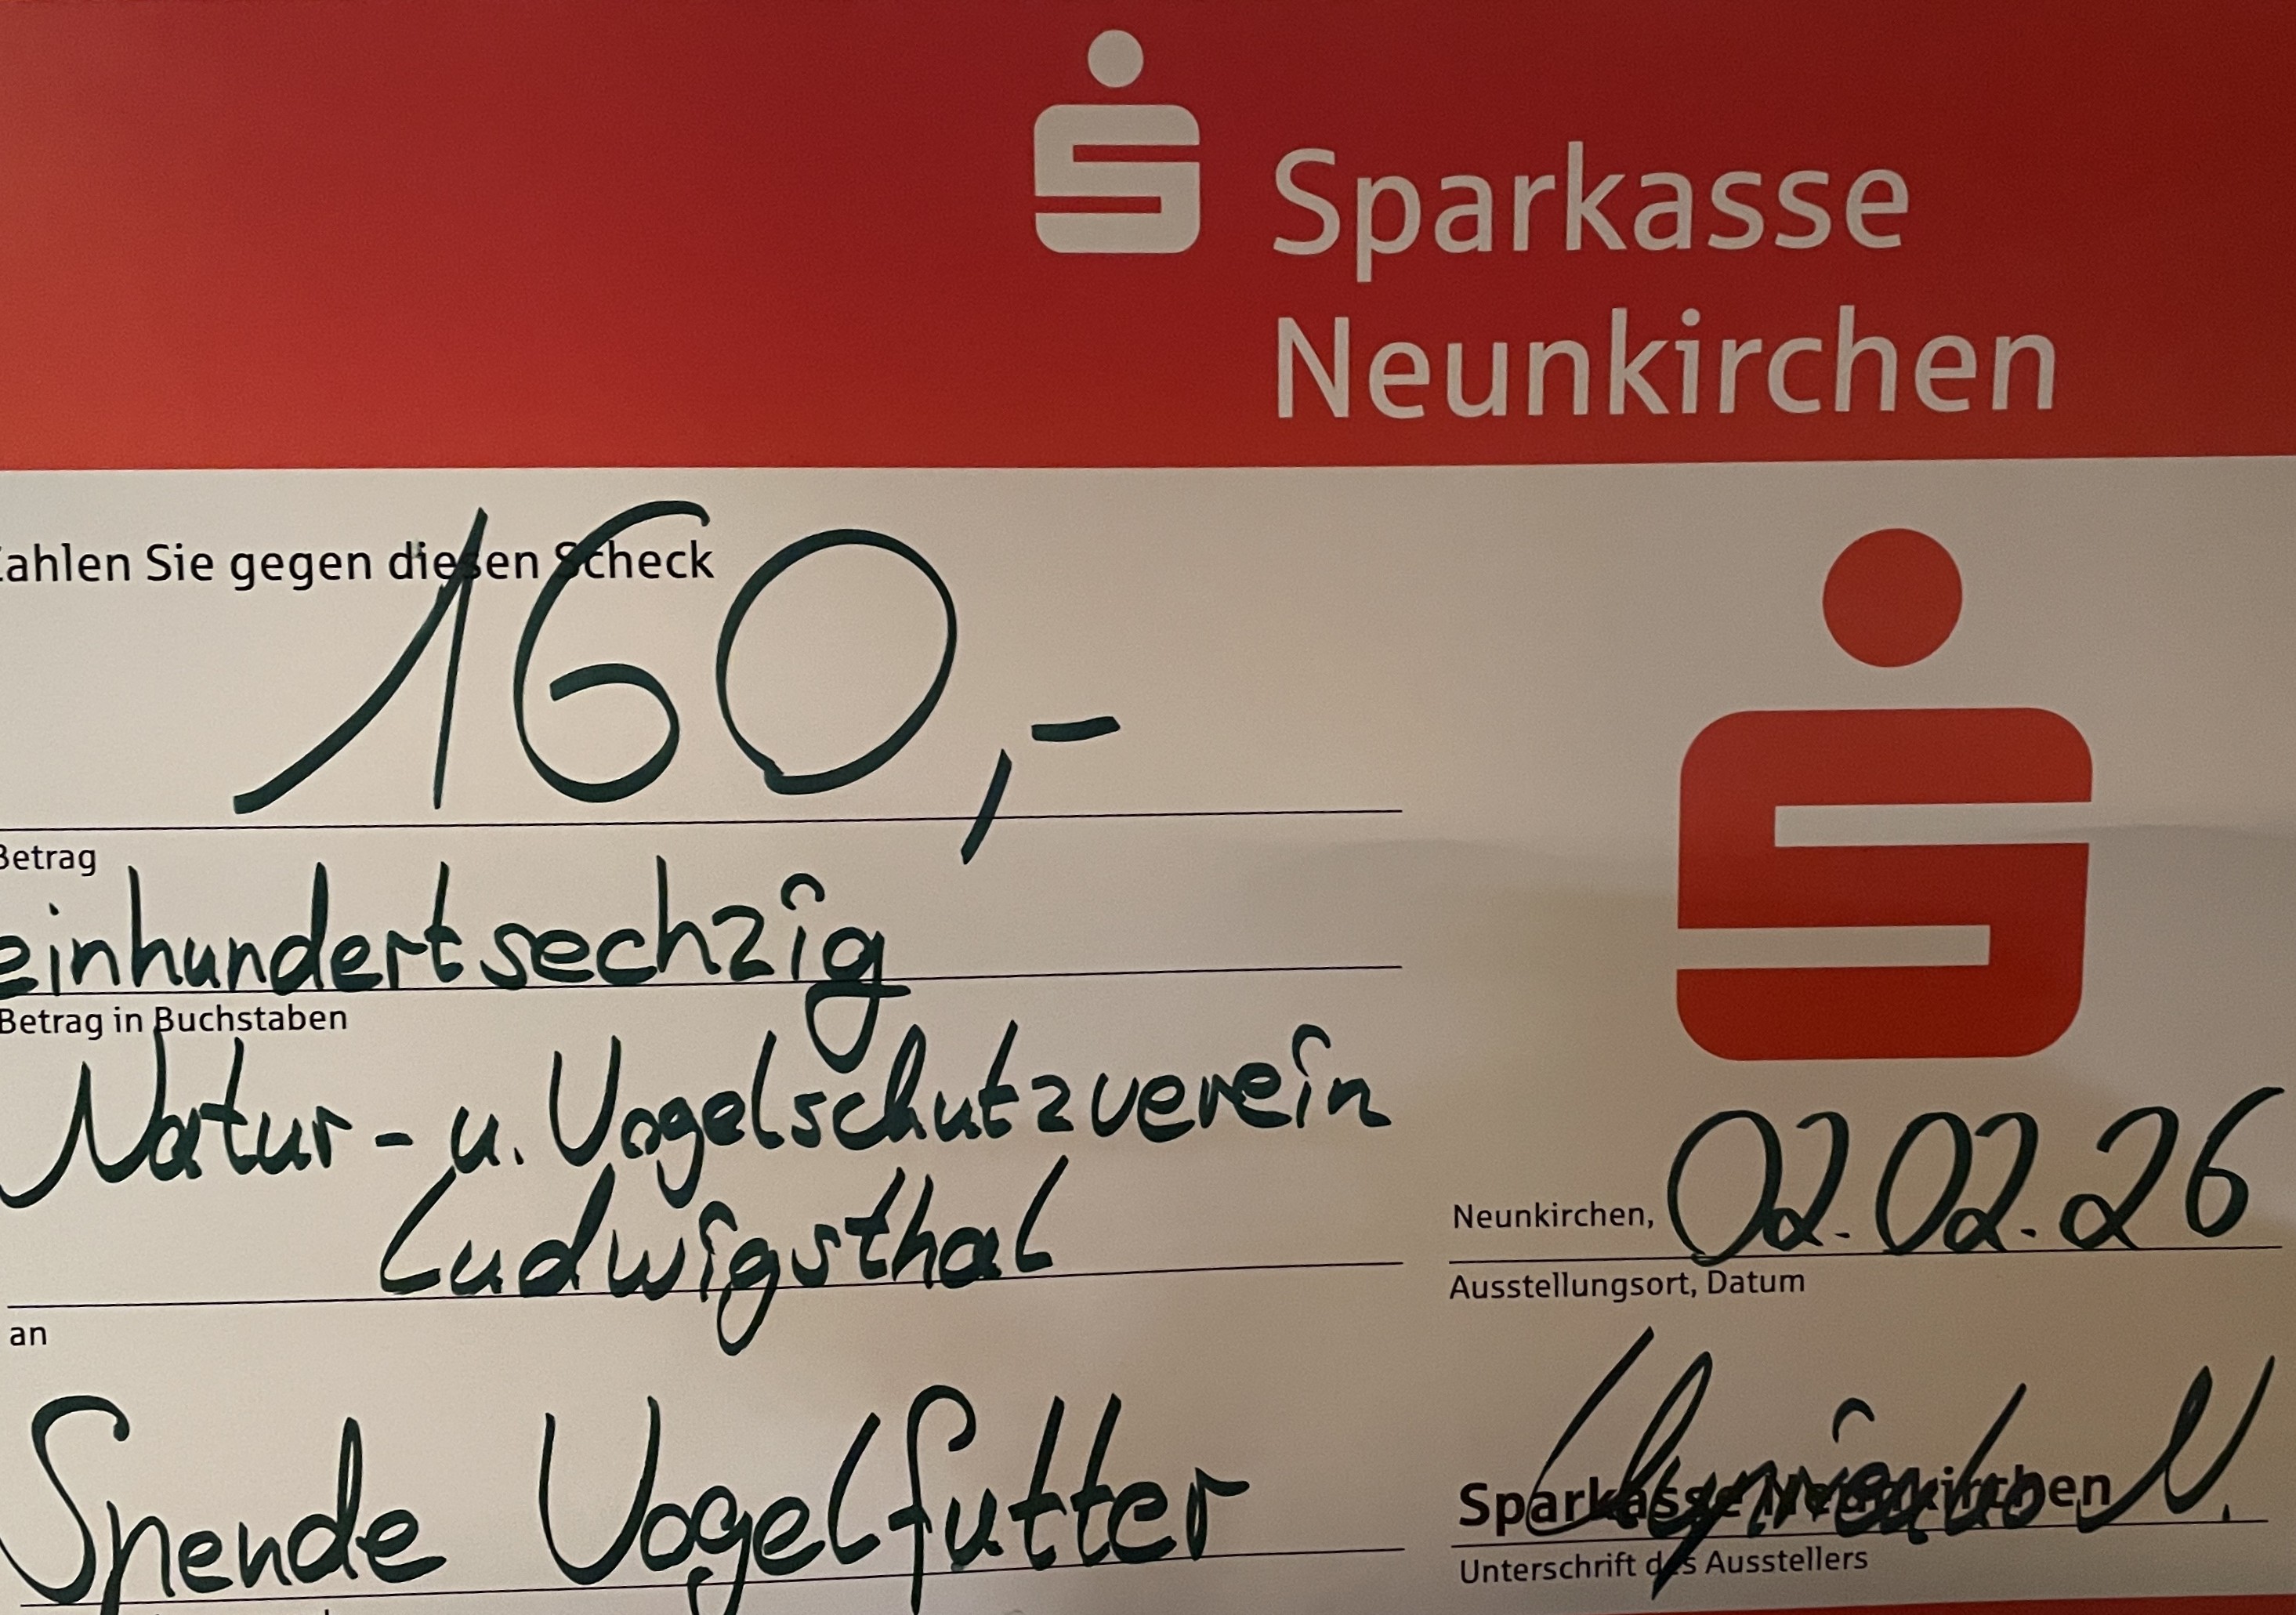 Sparkasse
Neunkirchen
Zahlen Sie gegen diesen Scheck
160,-
Betrag
einhundertsechzig
Betrag in Buchstaben
Natur- u. Vogelschutzverein
Ludwigsthal
an
Neunkirchen, 02.02.26
Ausstellungsort, Datum
Spende Vogelfutter
Sparkasse Neunkirchen
Unterschrift des Ausstellers